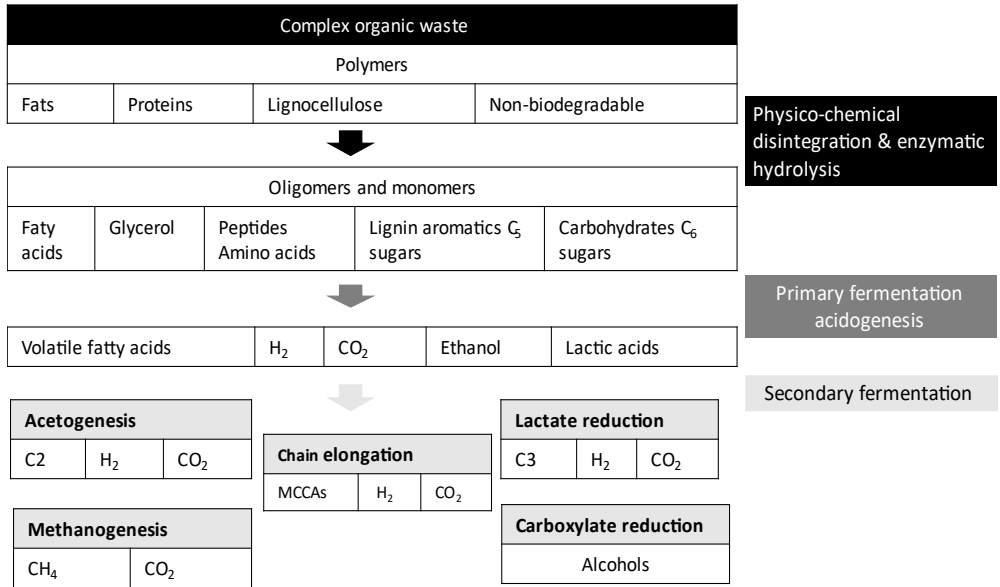 Complex organic waste
Polymers
Fats Proteins Lignocellulose Non-biodegradable
Physico-chemical
disintegration & enzymatic
hydrolysis
Oligomers and monomers
Faty
acids
Glycerol
Peptides
Amino acids
Lignin aromatics C₅
sugars
Carbohydrates C₆
sugars
Primary fermentation
acidogenesis
Volatile fatty acids H₂ CO₂ Ethanol Lactic acids
Secondary fermentation
Acetogenesis
C2 H₂ CO₂
Chain elongation
MCCAs H₂ CO₂
Lactate reduction
C3 H₂ CO₂
Methanogenesis
CH₄ CO₂
Carboxylate reduction
Alcohols